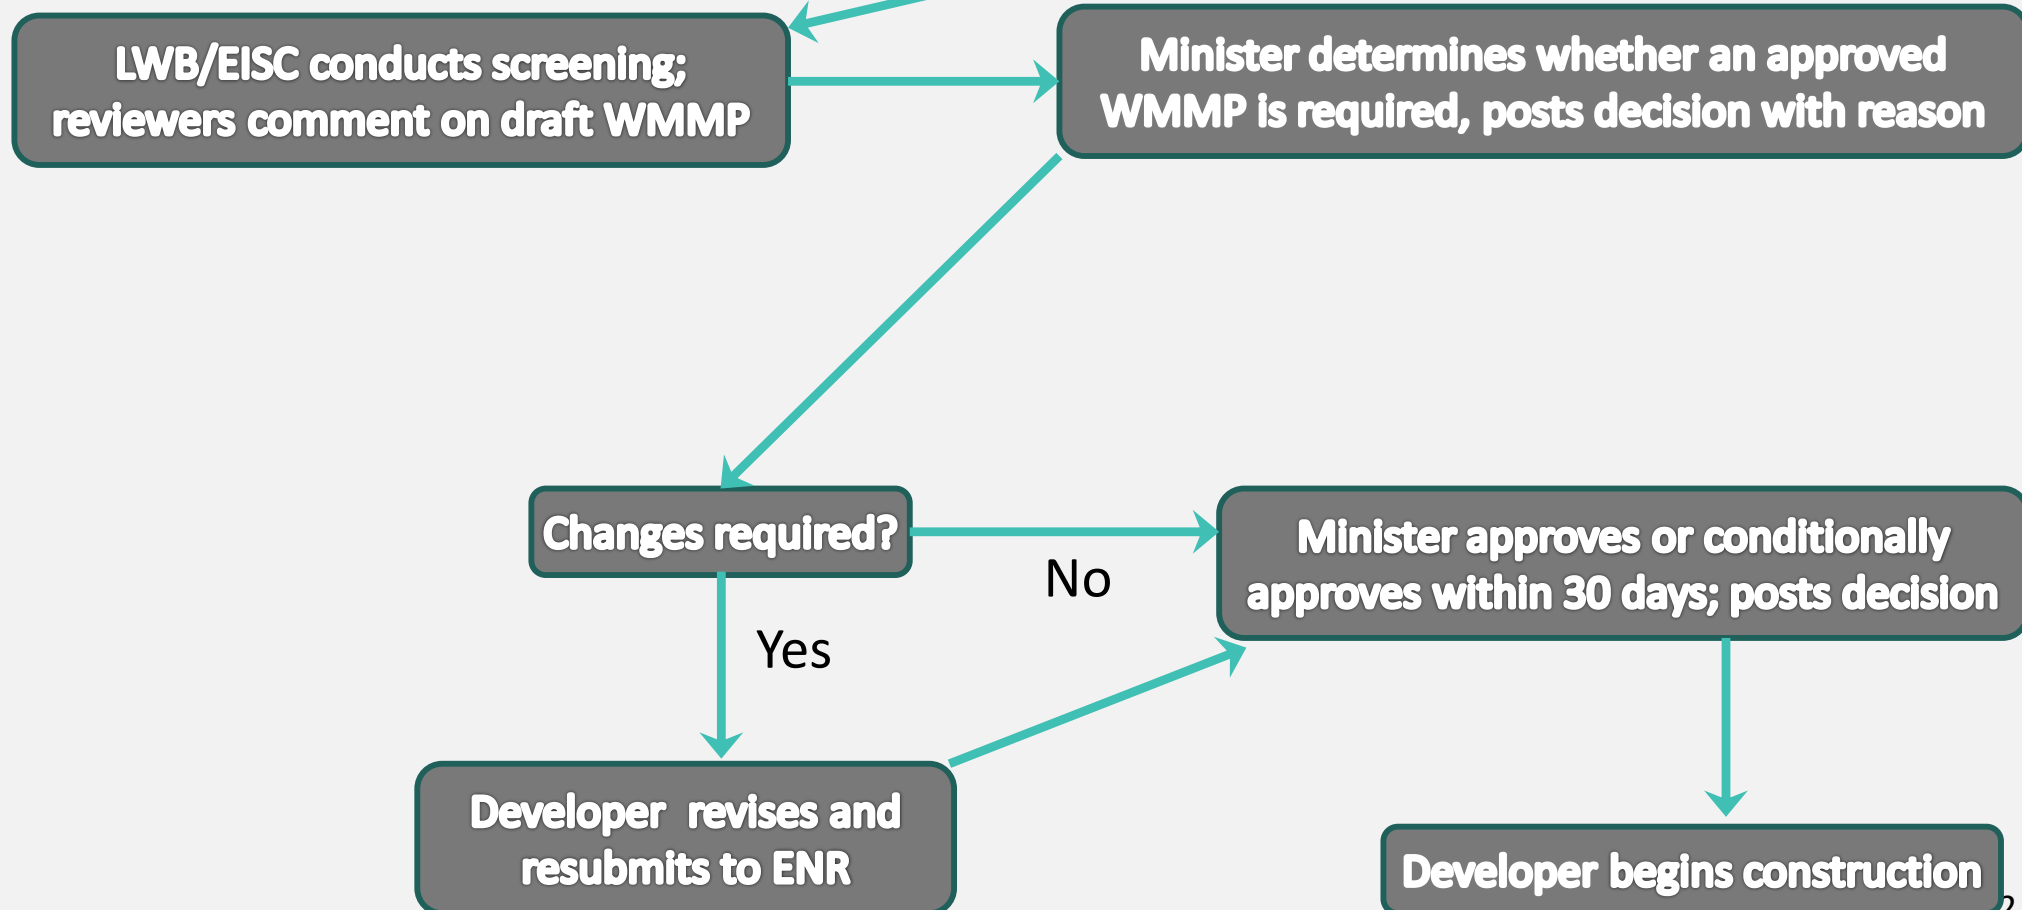 LWB/EISC conducts screening;
reviewers comment on draft WMMP
Minister determines whether an approved
WMMP is required, posts decision with reason
Changes required?
No
Minister approves or conditionally
approves within 30 days; posts decision
Yes
Developer  revises and
resubmits to ENR
Developer begins construction